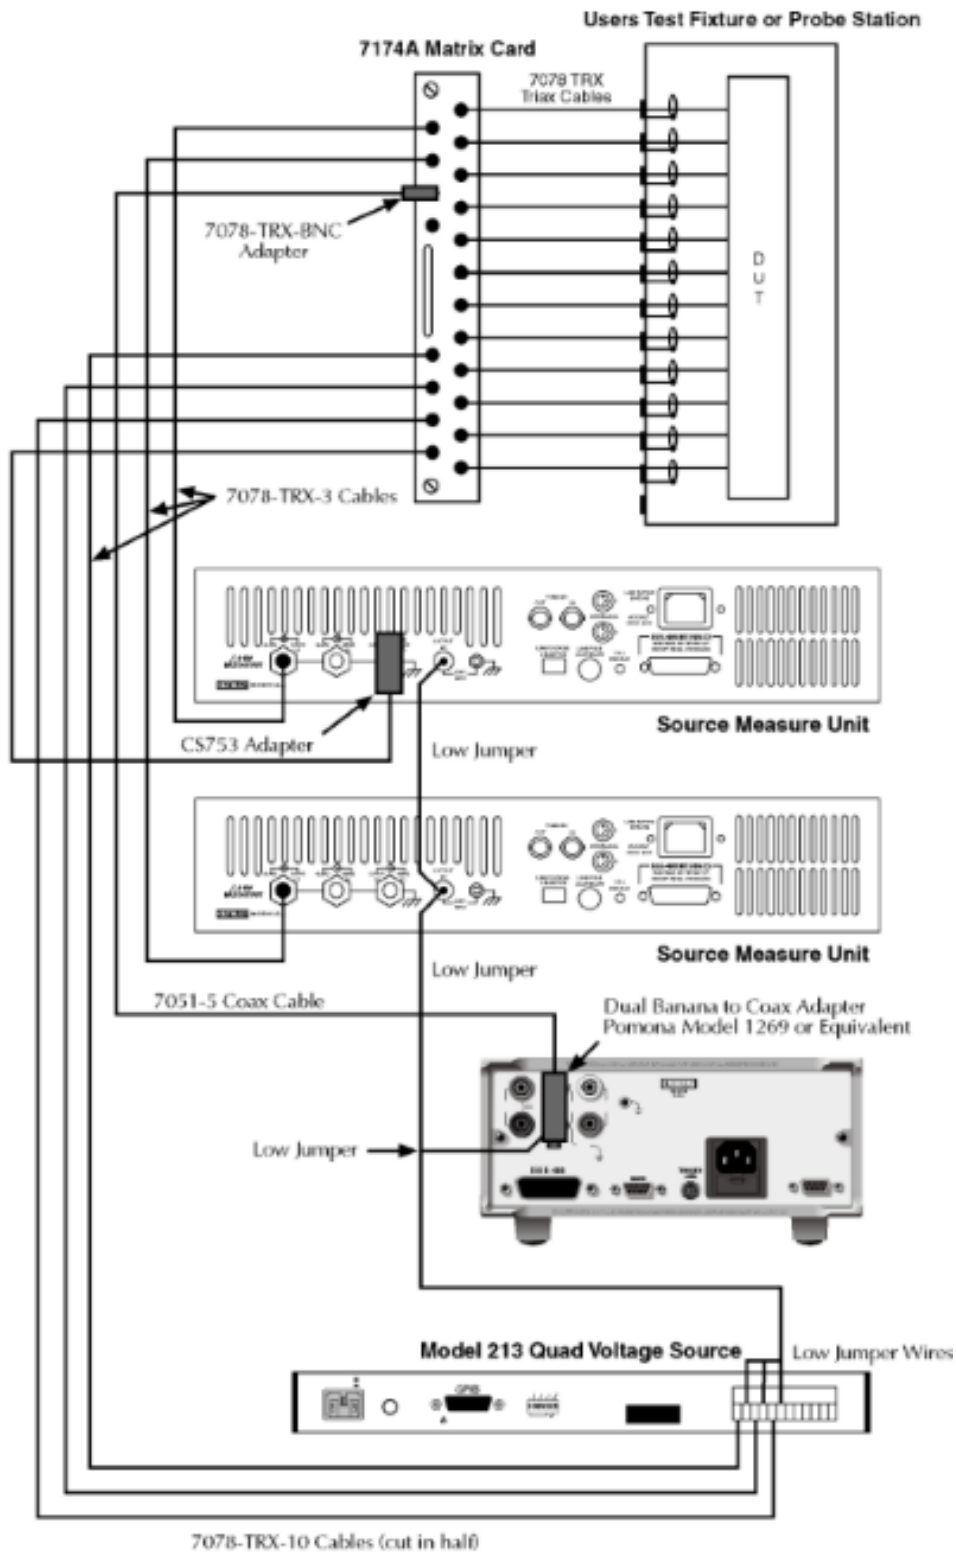 Users Test Fixture or Probe Station
7174A Matrix Card
7078 TRX
Triax Cables
7078-TRX-BNC
Adapter
D
U
T
7078-TRX-3 Cables
Source Measure Unit
CS753 Adapter
Low Jumper
Source Measure Unit
Low Jumper
7051-5 Coax Cable
Dual Banana to Coax Adapter
Pomona Model 1269 or Equivalent
Low Jumper
Model 213 Quad Voltage Source
Low Jumper Wires
GPIB
7078-TRX-10 Cables (cut in half)